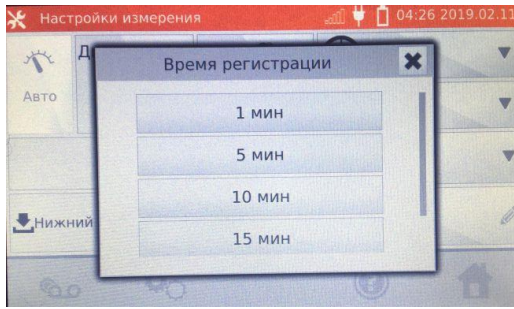 Настройки измерения 04:26 2019.02.11
Д
Время регистрации
Авто
1 мин
5 мин
10 мин
Нижний
15 мин